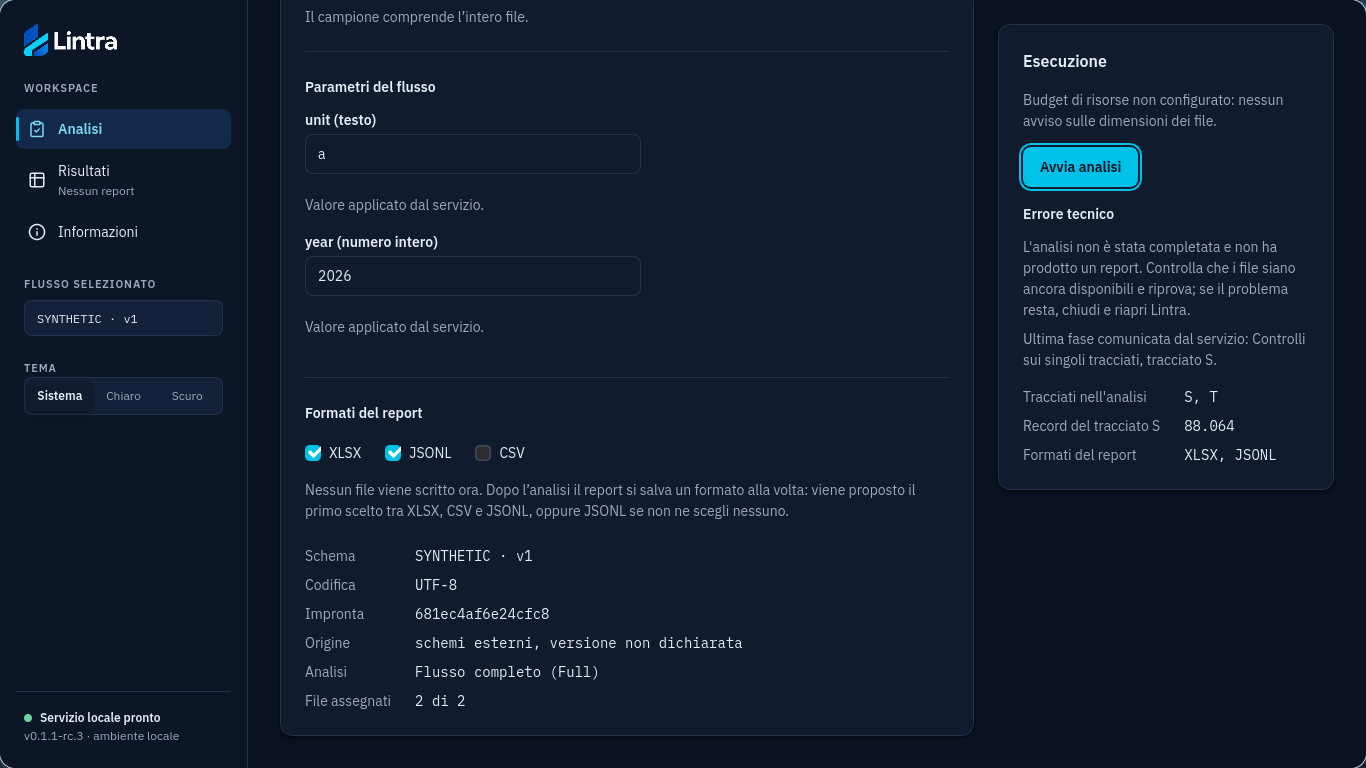 Lintra
WORKSPACE
Analisi
Risultati
Nessun report
Informazioni
FLUSSO SELEZIONATO
SYNTHETIC · v1
TEMA
Sistema Chiaro Scuro
Servizio locale pronto
v0.1.1-rc.3 · ambiente locale
Il campione comprende l’intero file.
Parametri del flusso
unit (testo)
a
Valore applicato dal servizio.
year (numero intero)
2026
Valore applicato dal servizio.
Formati del report
XLSX JSONL CSV
Nessun file viene scritto ora. Dopo l’analisi il report si salva un formato alla volta: viene proposto il
primo scelto tra XLSX, CSV e JSONL, oppure JSONL se non ne scegli nessuno.
Schema SYNTHETIC · v1
Codifica UTF-8
Impronta 681ec4af6e24cfc8
Origine schemi esterni, versione non dichiarata
Analisi Flusso completo (Full)
File assegnati 2 di 2
Esecuzione
Budget di risorse non configurato: nessun
avviso sulle dimensioni dei file.
Avvia analisi
Errore tecnico
L'analisi non è stata completata e non ha
prodotto un report. Controlla che i file siano
ancora disponibili e riprova; se il problema
resta, chiudi e riapri Lintra.
Ultima fase comunicata dal servizio: Controlli
sui singoli tracciati, tracciato S.
Tracciati nell'analisi S, T
Record del tracciato S 88.064
Formati del report XLSX, JSONL